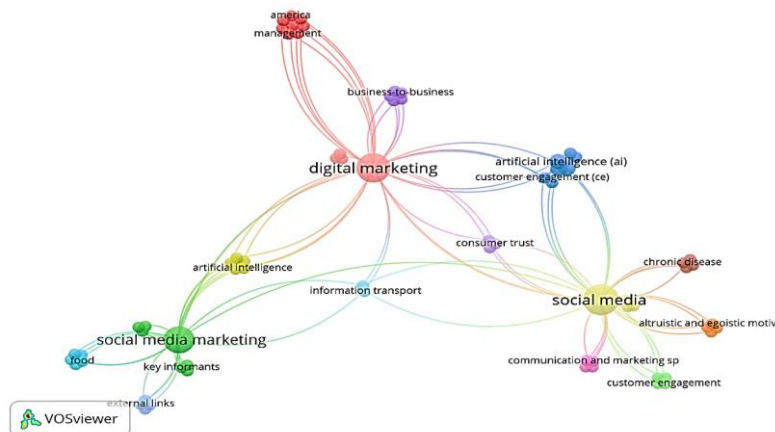 america
management
business-to-business
digital marketing
artificial intelligence (ai)
customer engagement (ce)
consumer trust
artificial intelligence
chronic disease
information transport
social media
altruistic and egoistic motiv
social media marketing
food
key informants
communication and marketing sp
customer engagement
external links
VOSviewer